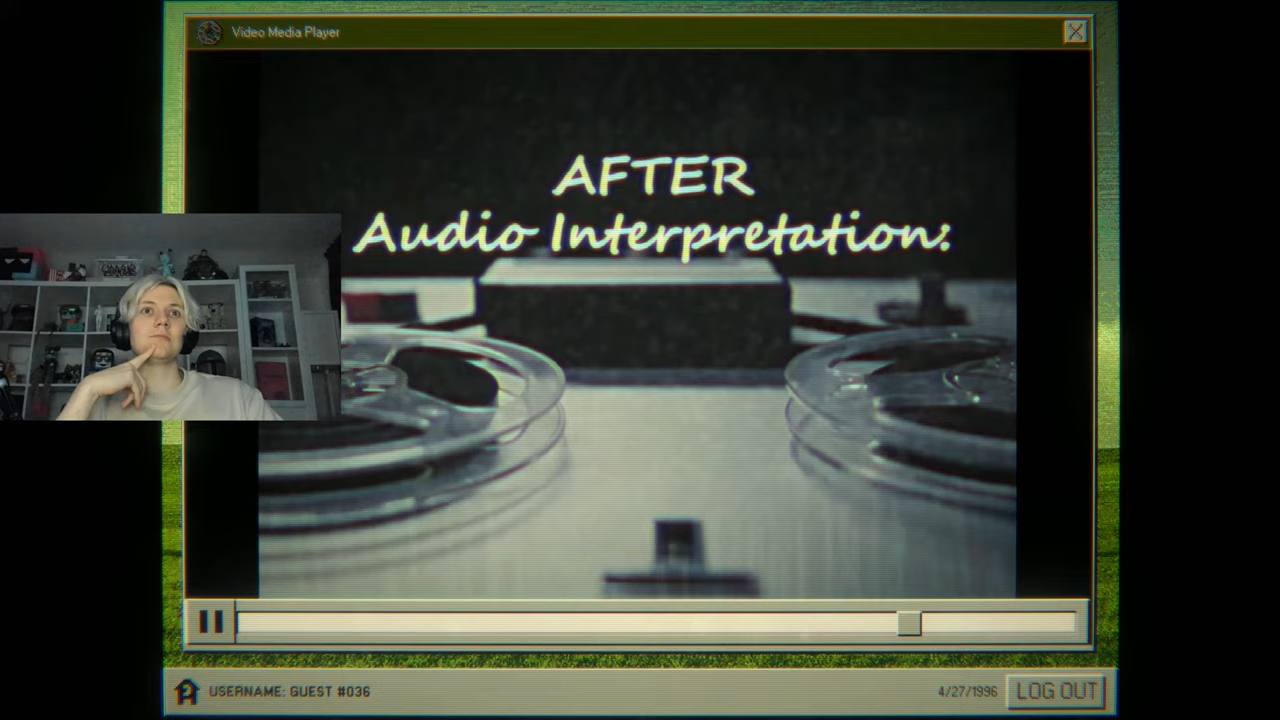 Video Media Player
AFTER
Audio Interpretation:
USERNAME: GUEST #036
4/27/1996
LOG OUT